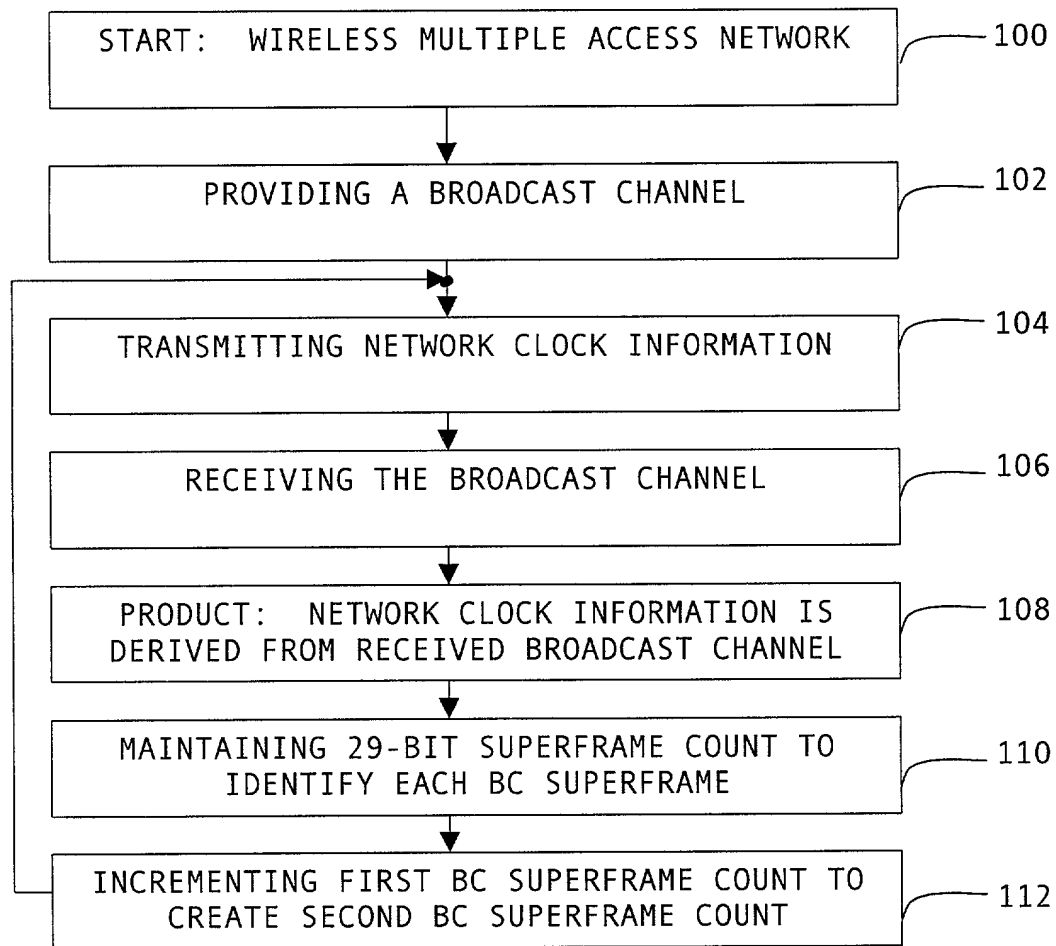 START: WIRELESS MULTIPLE ACCESS NETWORK
100
PROVIDING A BROADCAST CHANNEL
102
TRANSMITTING NETWORK CLOCK INFORMATION
104
RECEIVING THE BROADCAST CHANNEL
106
PRODUCT: NETWORK CLOCK INFORMATION IS
DERIVED FROM RECEIVED BROADCAST CHANNEL
108
MAINTAINING 29-BIT SUPERFRAME COUNT TO
IDENTIFY EACH BC SUPERFRAME
110
INCREMENTING FIRST BC SUPERFRAME COUNT TO
CREATE SECOND BC SUPERFRAME COUNT
112